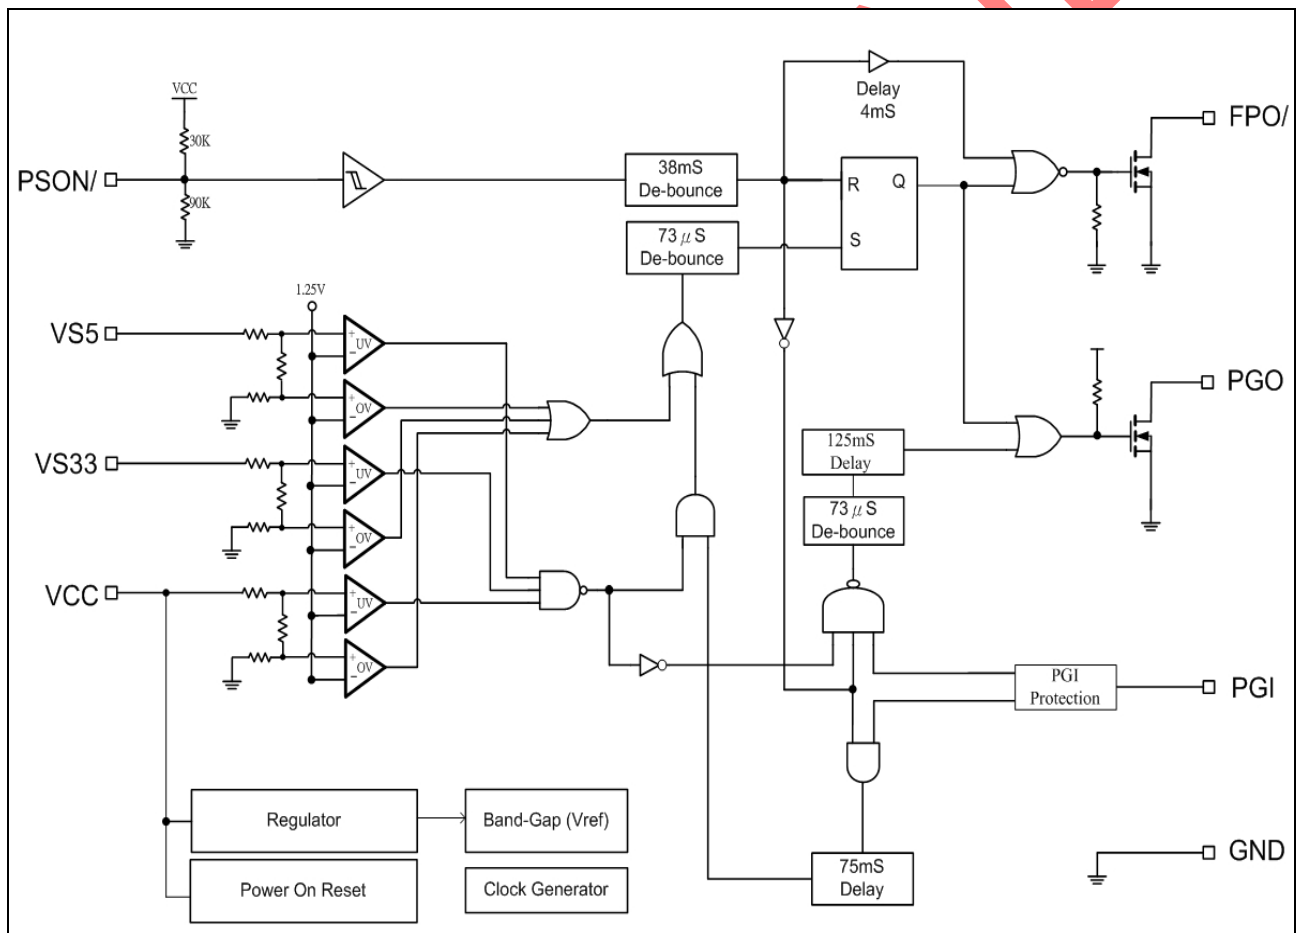 Delay
4mS
FPO/
VCC
30K
PSON/
90K
38mS
De-bounce
R
Q
S
73 μ S
De-bounce
1.25V
VS5
+
UV
−
+
OV
−
PGO
VS33
+
UV
−
+
OV
−
125mS
Delay
73 μ S
De-bounce
VCC
+
UV
−
+
OV
−
PGI
Protection
PGI
Regulator
Band-Gap (Vref)
Power On Reset
Clock Generator
75mS
Delay
GND